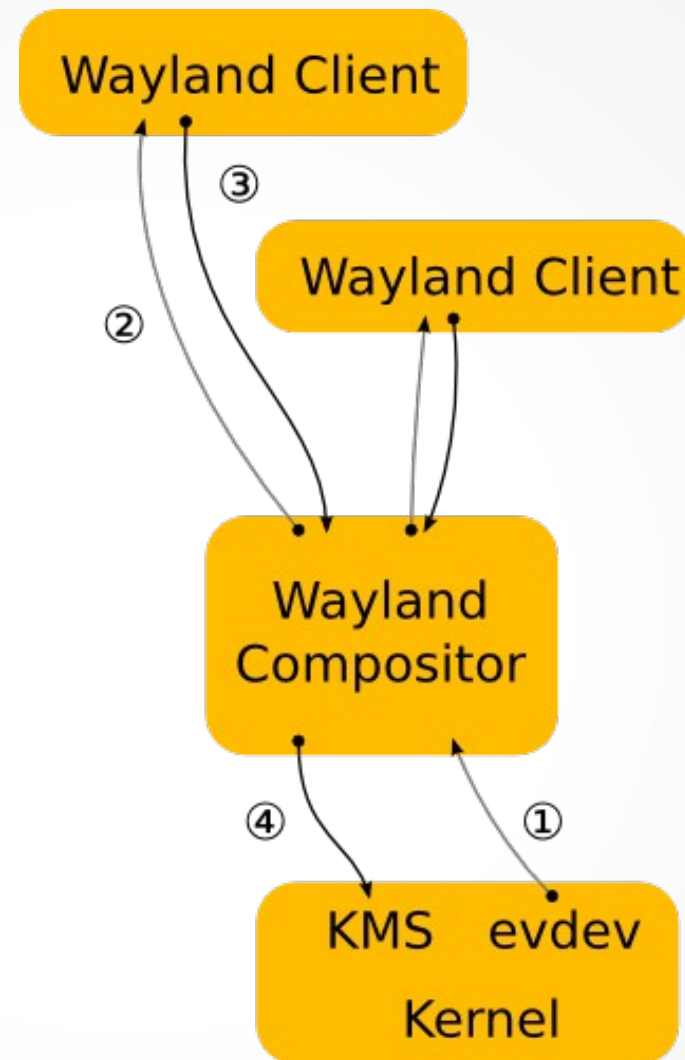 Wayland Client
③
Wayland Client
②
Wayland
Compositor
④ ①
KMS evdev
Kernel